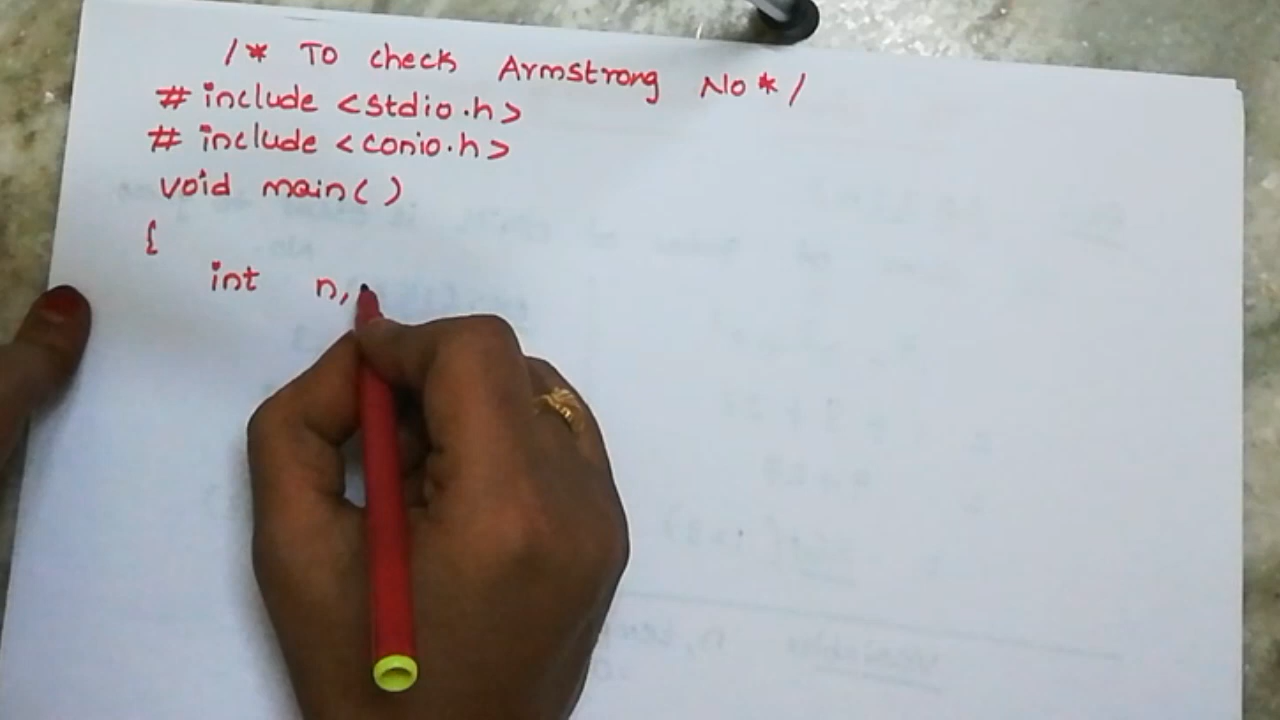 /* To check Armstrong No */
# include <stdio.h>
# include <conio.h>
void main( )
{
int n,